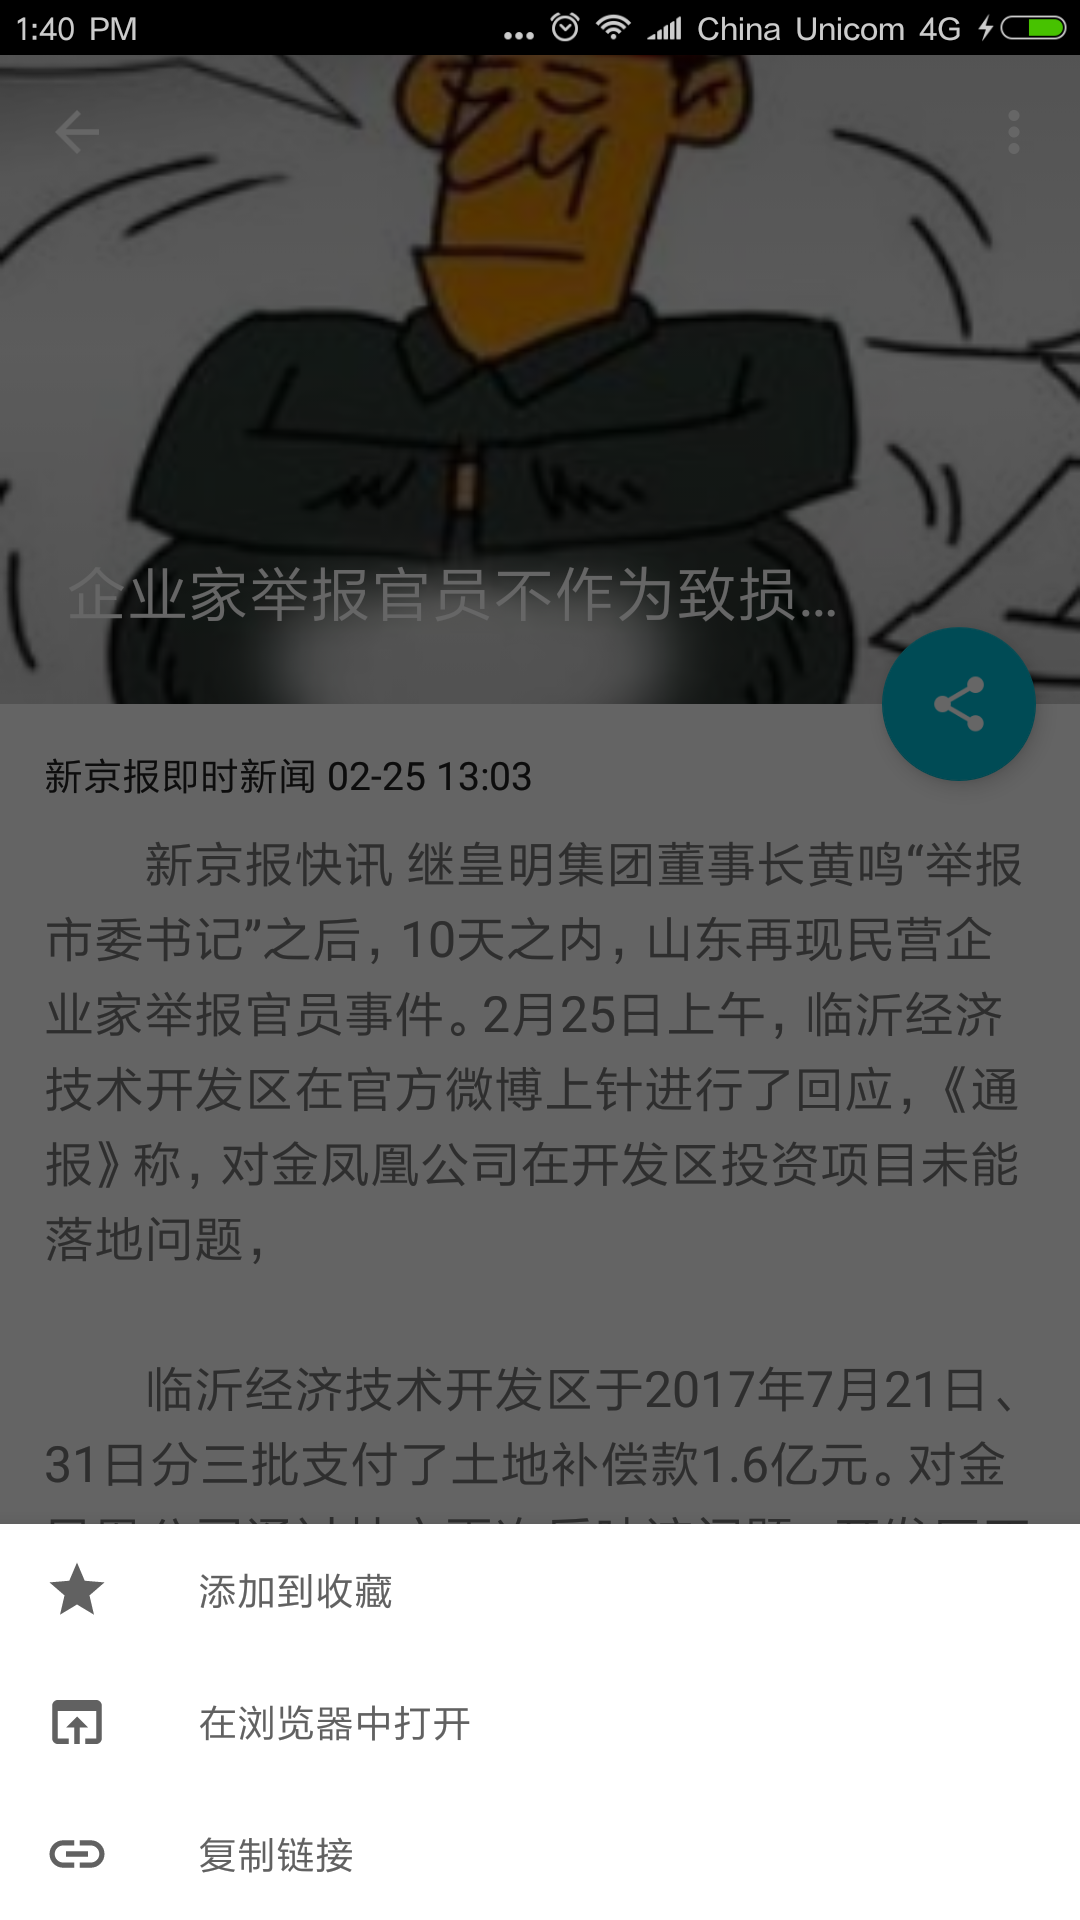 1:40 PM
... China Unicom 4G
企业家举报官员不作为致损...
新京报即时新闻 02-25 13:03
新京报快讯 继皇明集团董事长黄鸣“举报
市委书记”之后，10天之内，山东再现民营企
业家举报官员事件。2月25日上午，临沂经济
技术开发区在官方微博上针进行了回应，《通
报》称，对金凤凰公司在开发区投资项目未能
落地问题，
临沂经济技术开发区于2017年7月21日、
31日分三批支付了土地补偿款1.6亿元。对金
添加到收藏
在浏览器中打开
复制链接